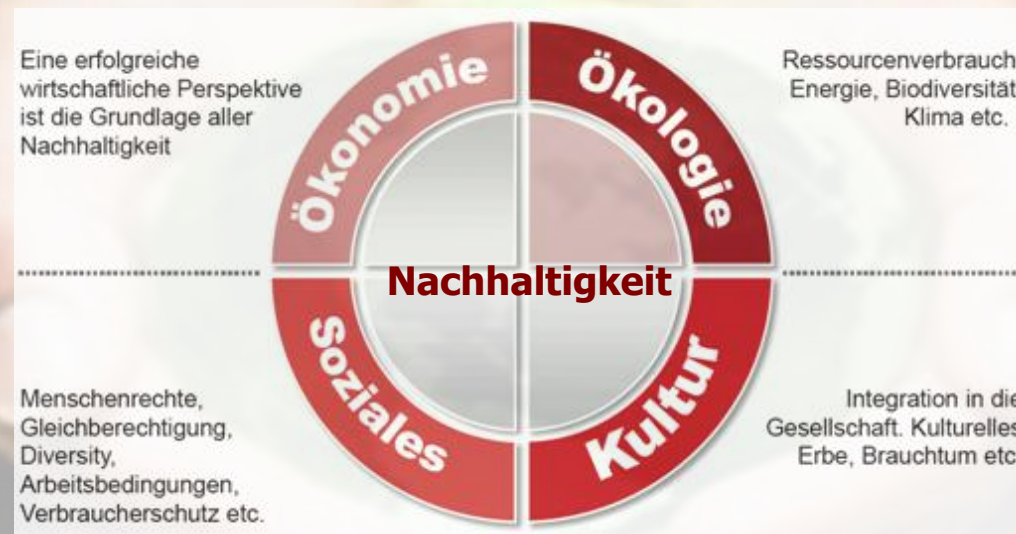 Eine erfolgreiche
wirtschaftliche Perspektive
ist die Grundlage aller
Nachhaltigkeit
Ökonomie
Ökologie
Ressourcenverbrauch
Energie, Biodiversität
Klima etc.
Nachhaltigkeit
Menschenrechte,
Gleichberechtigung,
Diversity,
Arbeitsbedingungen,
Verbraucherschutz etc.
Soziales
Kultur
Integration in die
Gesellschaft. Kulturelles
Erbe, Brauchtum etc